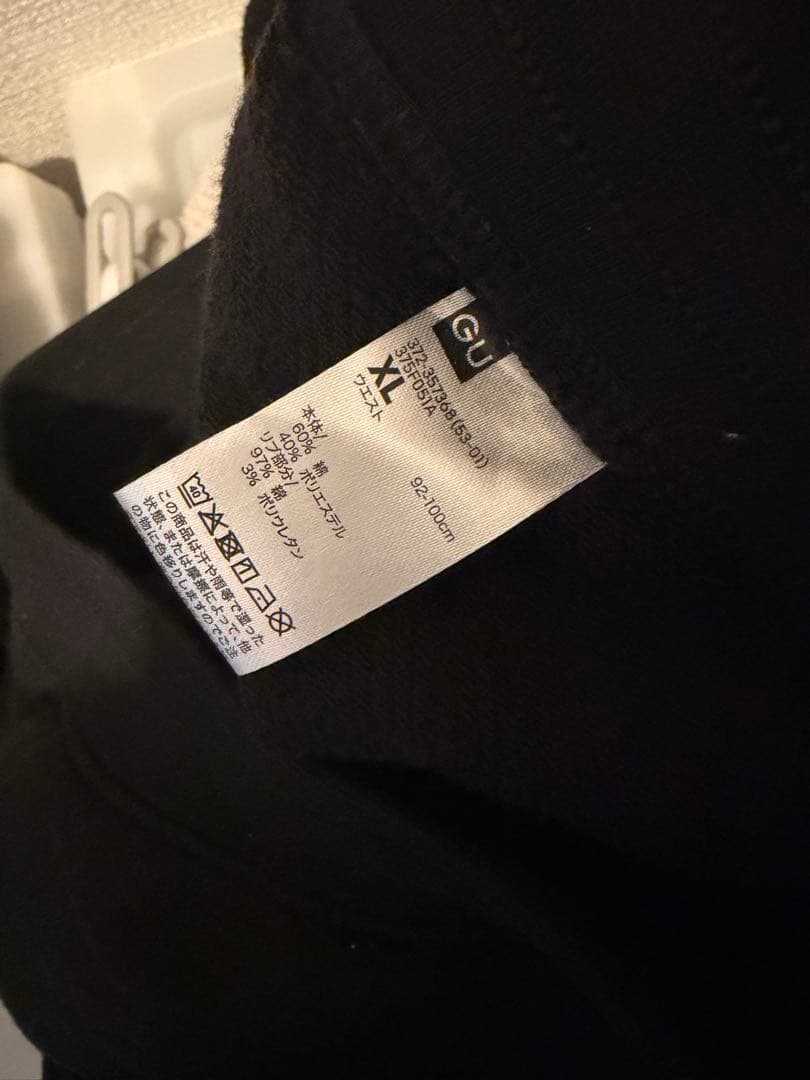 GU
372-357368(53-01)
375F051A
XL
ウエスト
92-100cm
本体/
60% 綿
40% ポリエステル
リブ部分/
97% 綿
3% ポリウレタン
40
この商品は汗や雨等で湿った
状態、または摩擦によって、他
の物に色移りしますのでご注